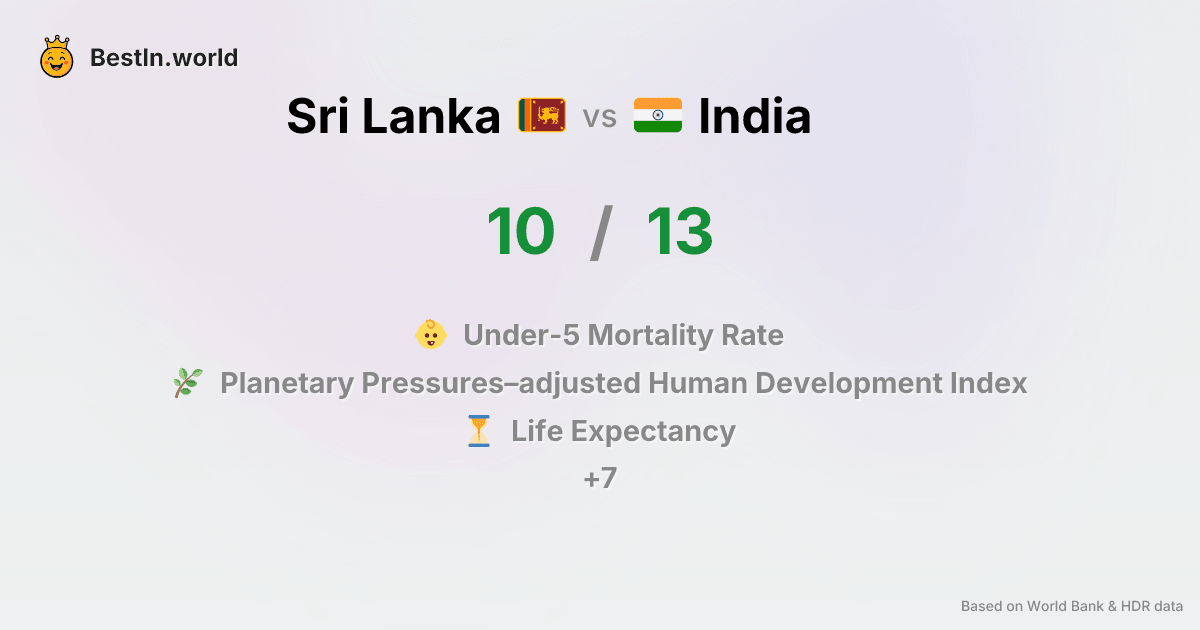 BestIn.world
Sri Lanka vs India
10 / 13
Under-5 Mortality Rate
Planetary Pressures–adjusted Human Development Index
Life Expectancy
+7
Based on World Bank & HDR data